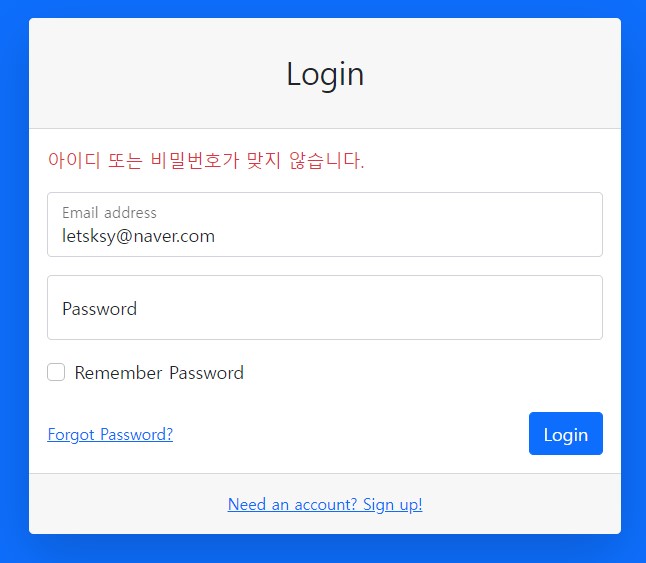 Login
아이디 또는 비밀번호가 맞지 않습니다.
Email address
letsksy@naver.com
Password
Remember Password
Forgot Password?
Login
Need an account? Sign up!